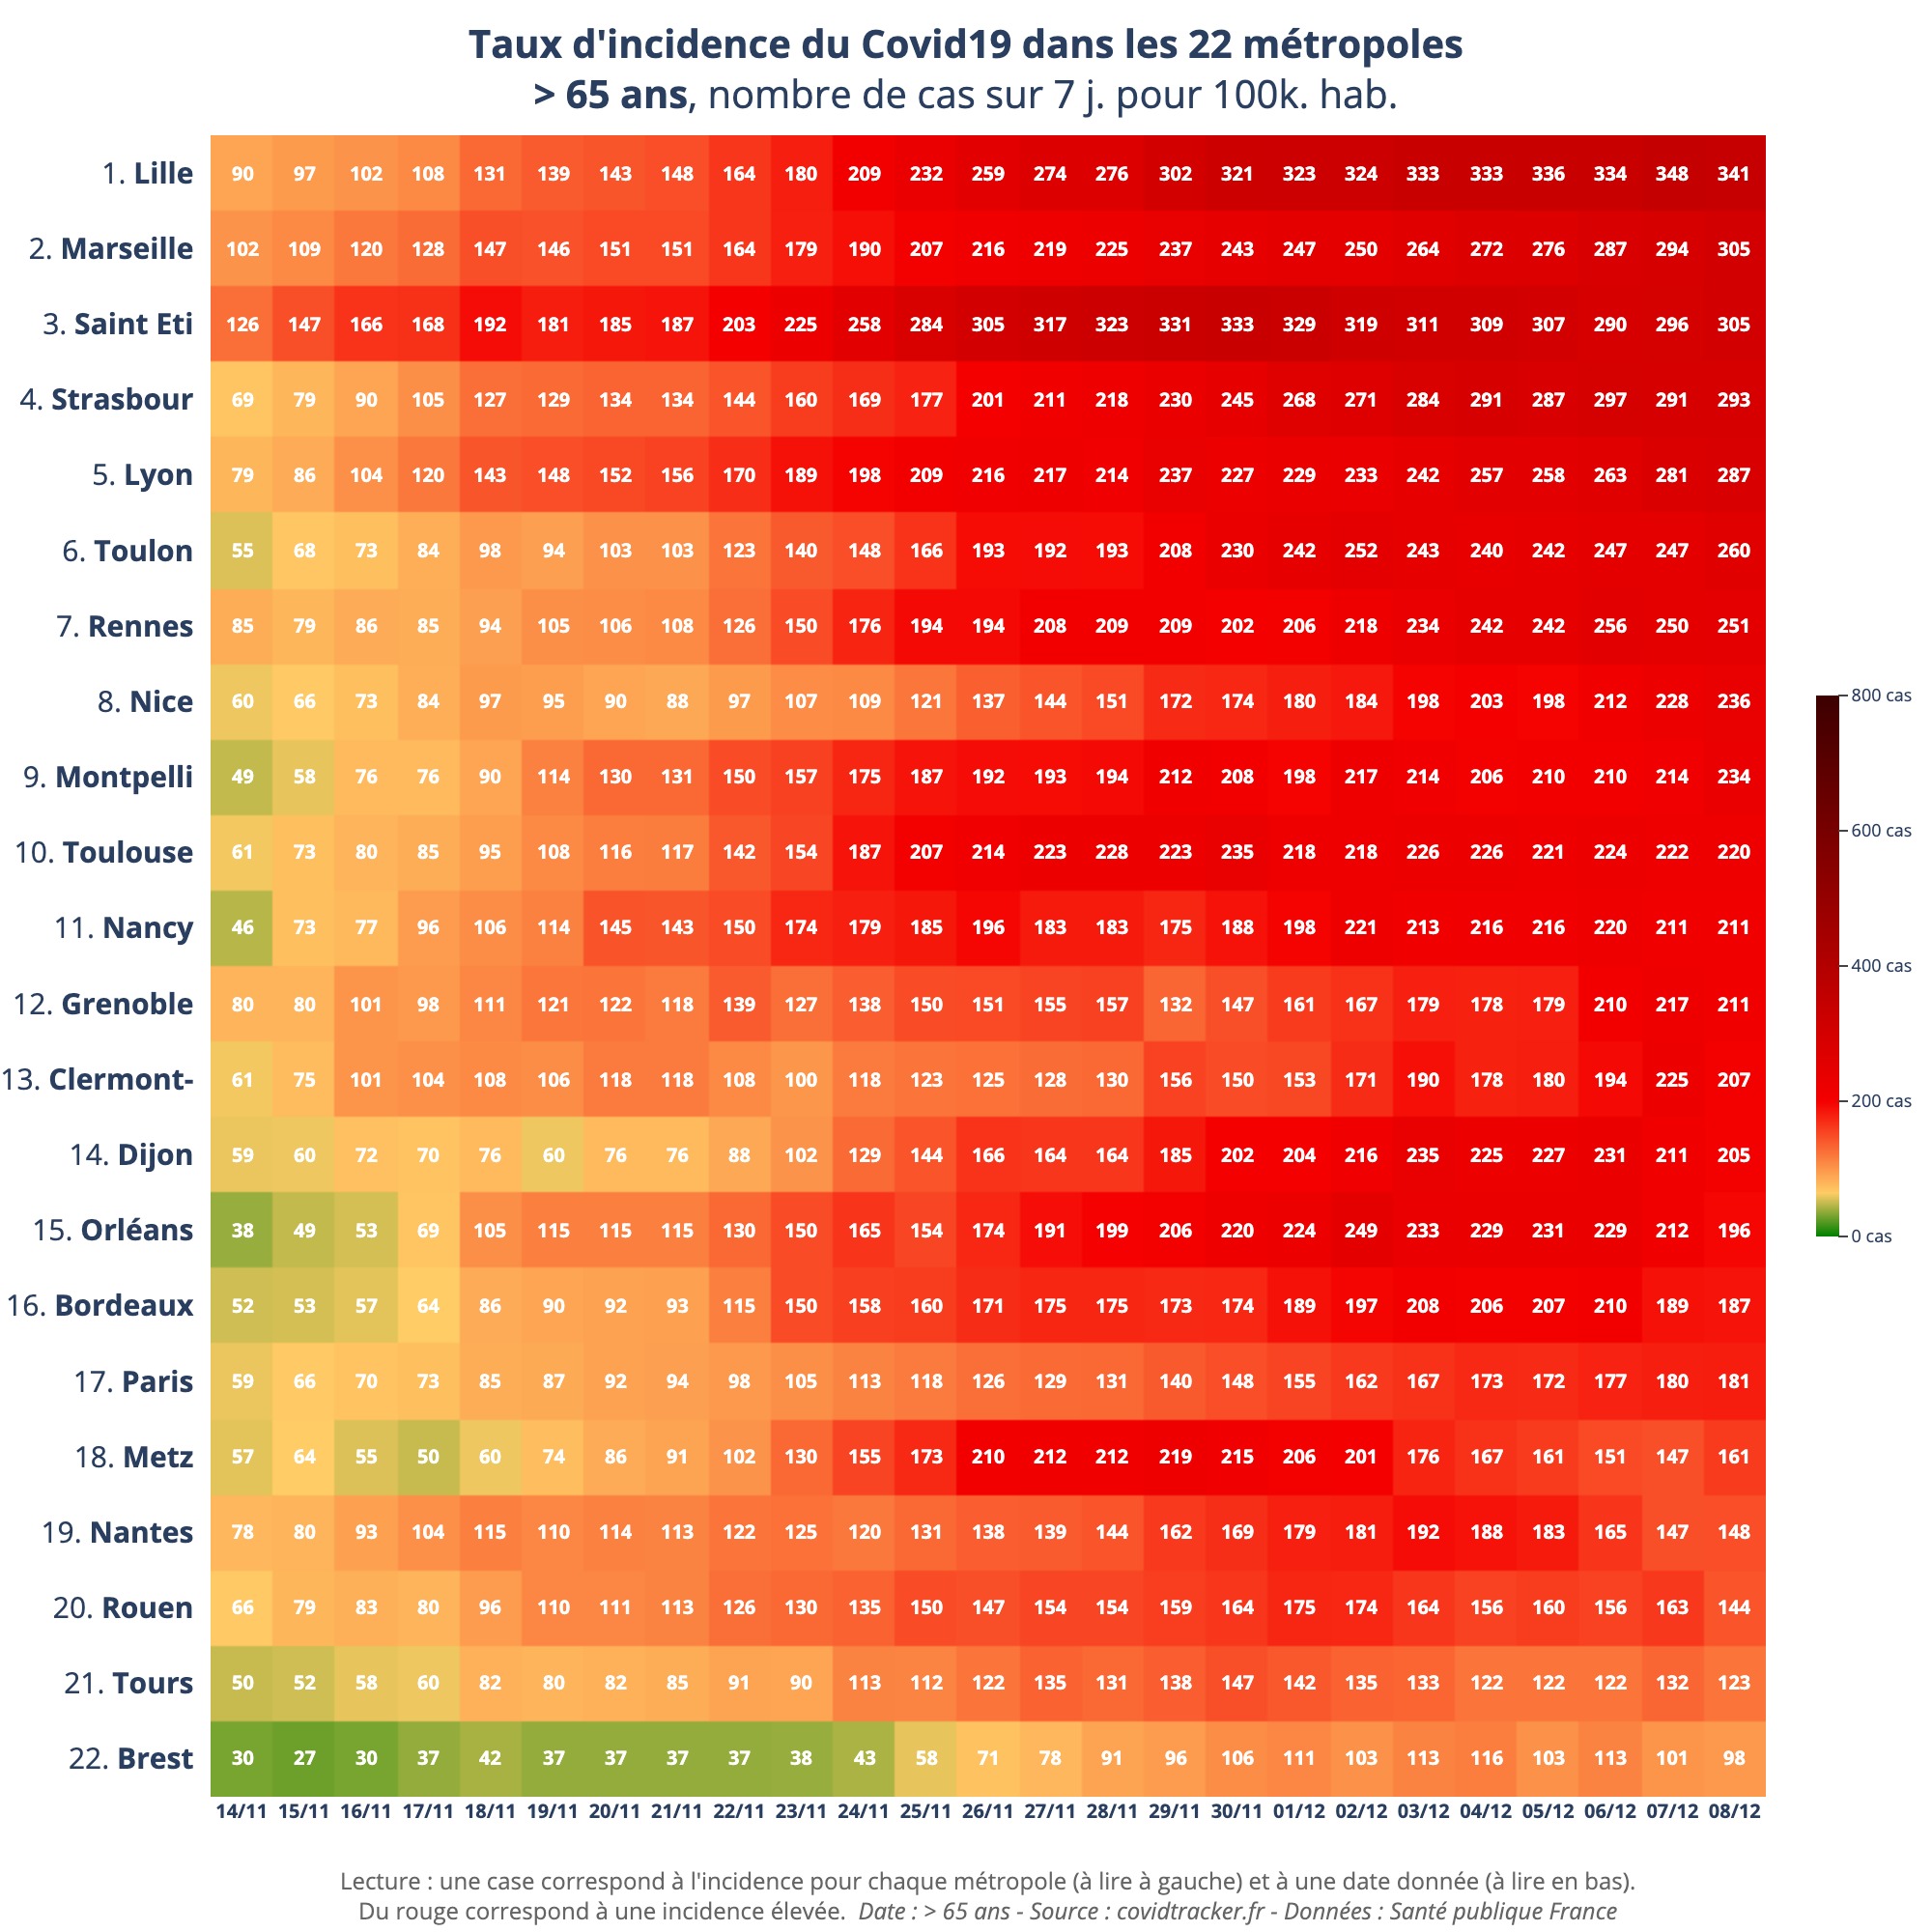 Taux d'incidence du Covid19 dans les 22 métropoles
> 65 ans, nombre de cas sur 7 j. pour 100k. hab.
1. Lille 90 97 102 108 131 139 143 148 164 180 209 232 259 274 276 302 321 323 324 333 333 336 334 348 341
2. Marseille 102 109 120 128 147 146 151 151 164 179 190 207 216 219 225 237 243 247 250 264 272 276 287 294 305
3. Saint Eti 126 147 166 168 192 181 185 187 203 225 258 284 305 317 323 331 333 329 319 311 309 307 290 296 305
4. Strasbour 69 79 90 105 127 129 134 134 144 160 169 177 201 211 218 230 245 268 271 284 291 287 297 291 293
5. Lyon 79 86 104 120 143 148 152 156 170 189 198 209 216 217 214 237 227 229 233 242 257 258 263 281 287
6. Toulon 55 68 73 84 98 94 103 103 123 140 148 166 193 192 193 208 230 242 252 243 240 242 247 247 260
7. Rennes 85 79 86 85 94 105 106 108 126 150 176 194 194 208 209 209 202 206 218 234 242 242 256 250 251
8. Nice 60 66 73 84 97 95 90 88 97 107 109 121 137 144 151 172 174 180 184 198 203 198 212 228 236
9. Montpelli 49 58 76 76 90 114 130 131 150 157 175 187 192 193 194 212 208 198 217 214 206 210 210 214 234
10. Toulouse 61 73 80 85 95 108 116 117 142 154 187 207 214 223 228 223 235 218 218 226 226 221 224 222 220
11. Nancy 46 73 77 96 106 114 145 143 150 174 179 185 196 183 183 175 188 198 221 213 216 216 220 211 211
12. Grenoble 80 80 101 98 111 121 122 118 139 127 138 150 151 155 157 132 147 161 167 179 178 179 210 217 211
13. Clermont- 61 75 101 104 108 106 118 118 108 100 118 123 125 128 130 156 150 153 171 190 178 180 194 225 207
14. Dijon 59 60 72 70 76 60 76 76 88 102 129 144 166 164 164 185 202 204 216 235 225 227 231 211 205
15. Orléans 38 49 53 69 105 115 115 115 130 150 165 154 174 191 199 206 220 224 249 233 229 231 229 212 196
16. Bordeaux 52 53 57 64 86 90 92 93 115 150 158 160 171 175 175 173 174 189 197 208 206 207 210 189 187
17. Paris 59 66 70 73 85 87 92 94 98 105 113 118 126 129 131 140 148 155 162 167 173 172 177 180 181
18. Metz 57 64 55 50 60 74 86 91 102 130 155 173 210 212 212 219 215 206 201 176 167 161 151 147 161
19. Nantes 78 80 93 104 115 110 114 113 122 125 120 131 138 139 144 162 169 179 181 192 188 183 165 147 148
20. Rouen 66 79 83 80 96 110 111 113 126 130 135 150 147 154 154 159 164 175 174 164 156 160 156 163 144
21. Tours 50 52 58 60 82 80 82 85 91 90 113 112 122 135 131 138 147 142 135 133 122 122 122 132 123
22. Brest 30 27 30 37 42 37 37 37 37 38 43 58 71 78 91 96 106 111 103 113 116 103 113 101 98
14/11 15/11 16/11 17/11 18/11 19/11 20/11 21/11 22/11 23/11 24/11 25/11 26/11 27/11 28/11 29/11 30/11 01/12 02/12 03/12 04/12 05/12 06/12 07/12 08/12
800 cas
600 cas
400 cas
200 cas
0 cas
Lecture : une case correspond à l'incidence pour chaque métropole (à lire à gauche) et à une date donnée (à lire en bas).
Du rouge correspond à une incidence élevée. Date : > 65 ans - Source : covidtracker.fr - Données : Santé publique France